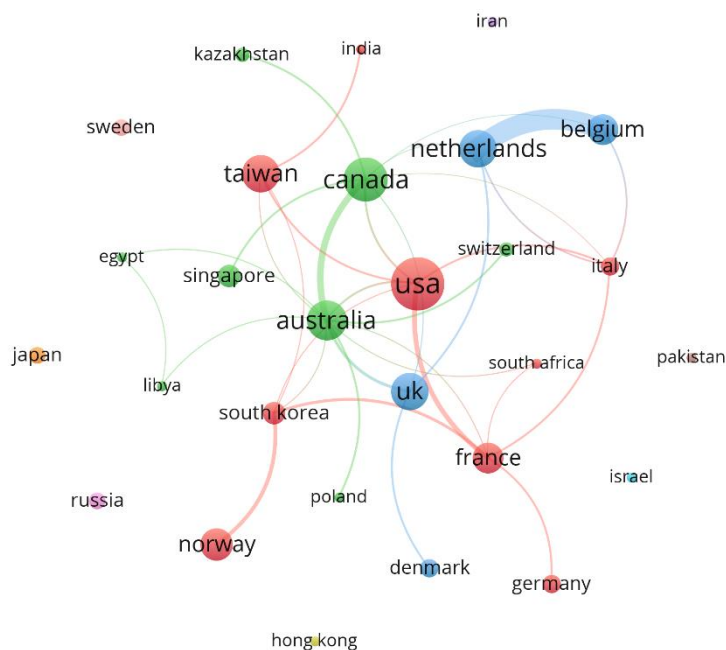 iran
kazakhstan
india
sweden
belgium
netherlands
taiwan
canada
switzerland
egypt
italy
singapore
usa
australia
japan
south africa
pakistan
libya
uk
south korea
france
israel
poland
russia
norway
denmark
germany
hong kong